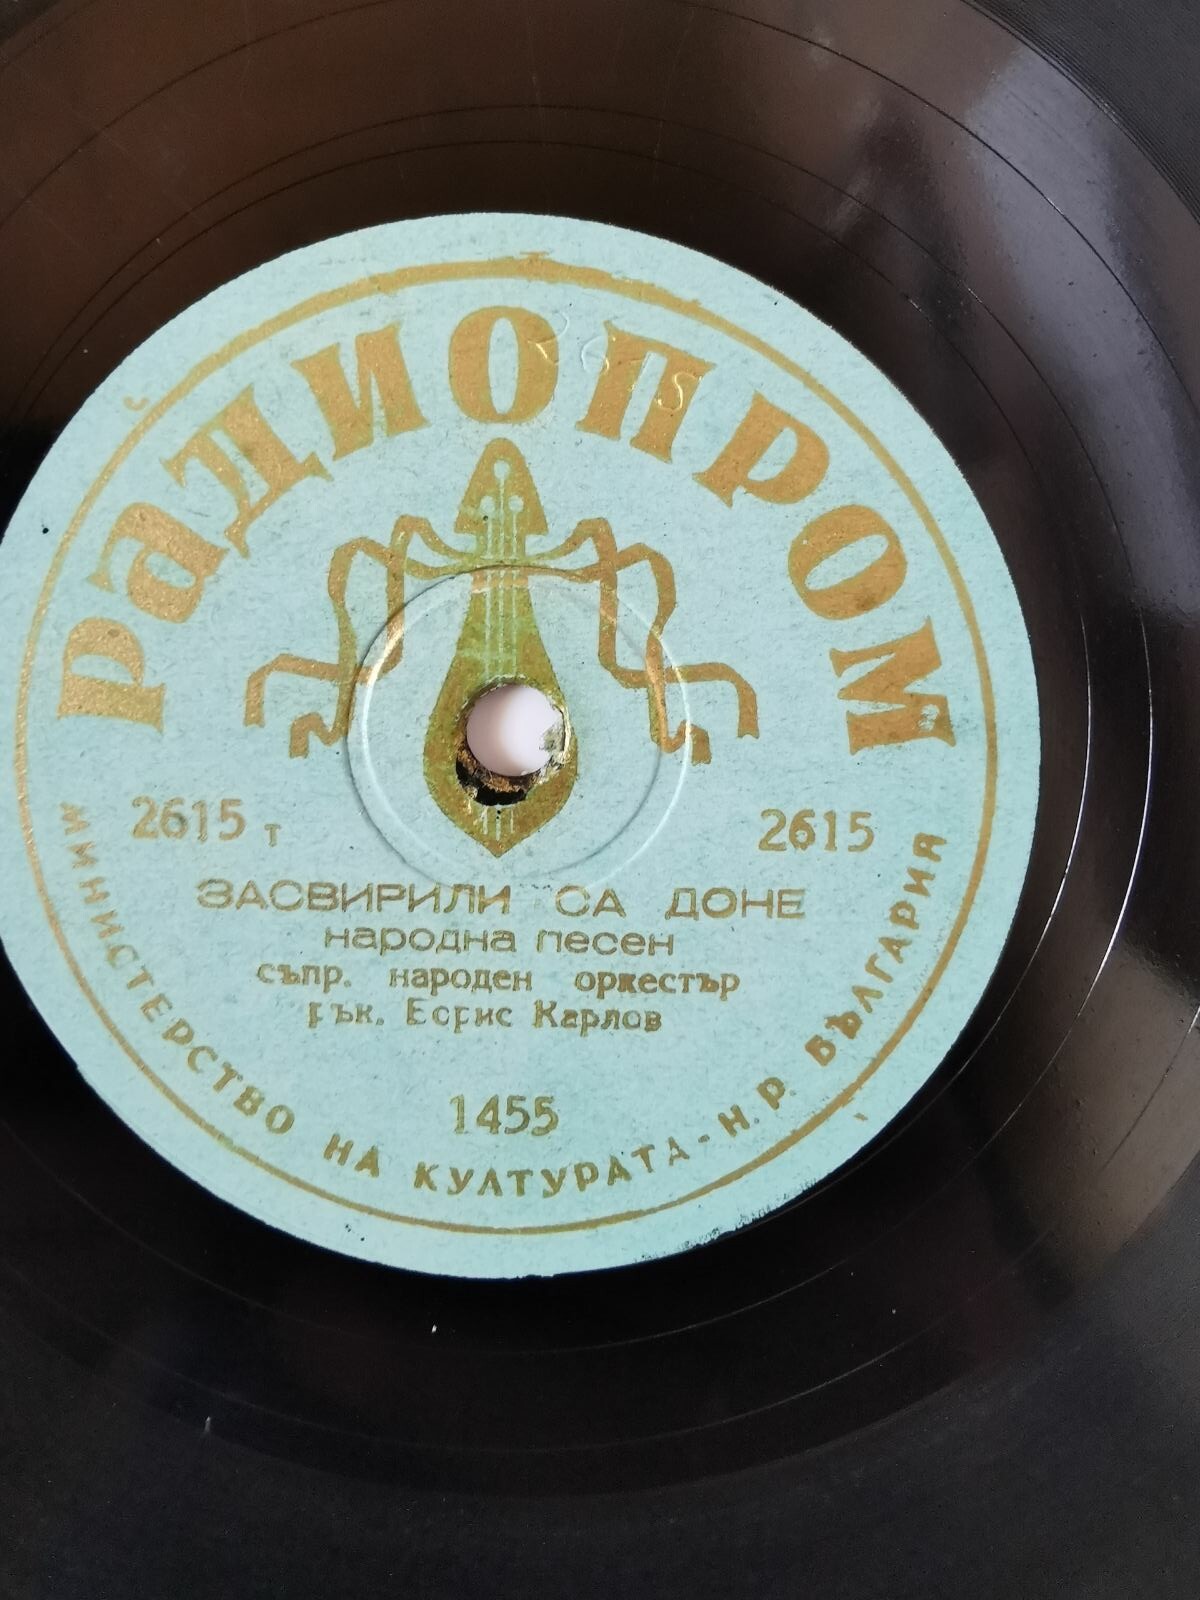 РАДИОПРОМ
2615 т 2615
ЗАСВИРИЛИ СА ДОНЕ
народна песен
съпр. народен оркестър
рък. Борис Карлов
1455
МИНИСТЕРСТВО НА КУЛТУРАТА - Н.Р. БЪЛГАРИЯ